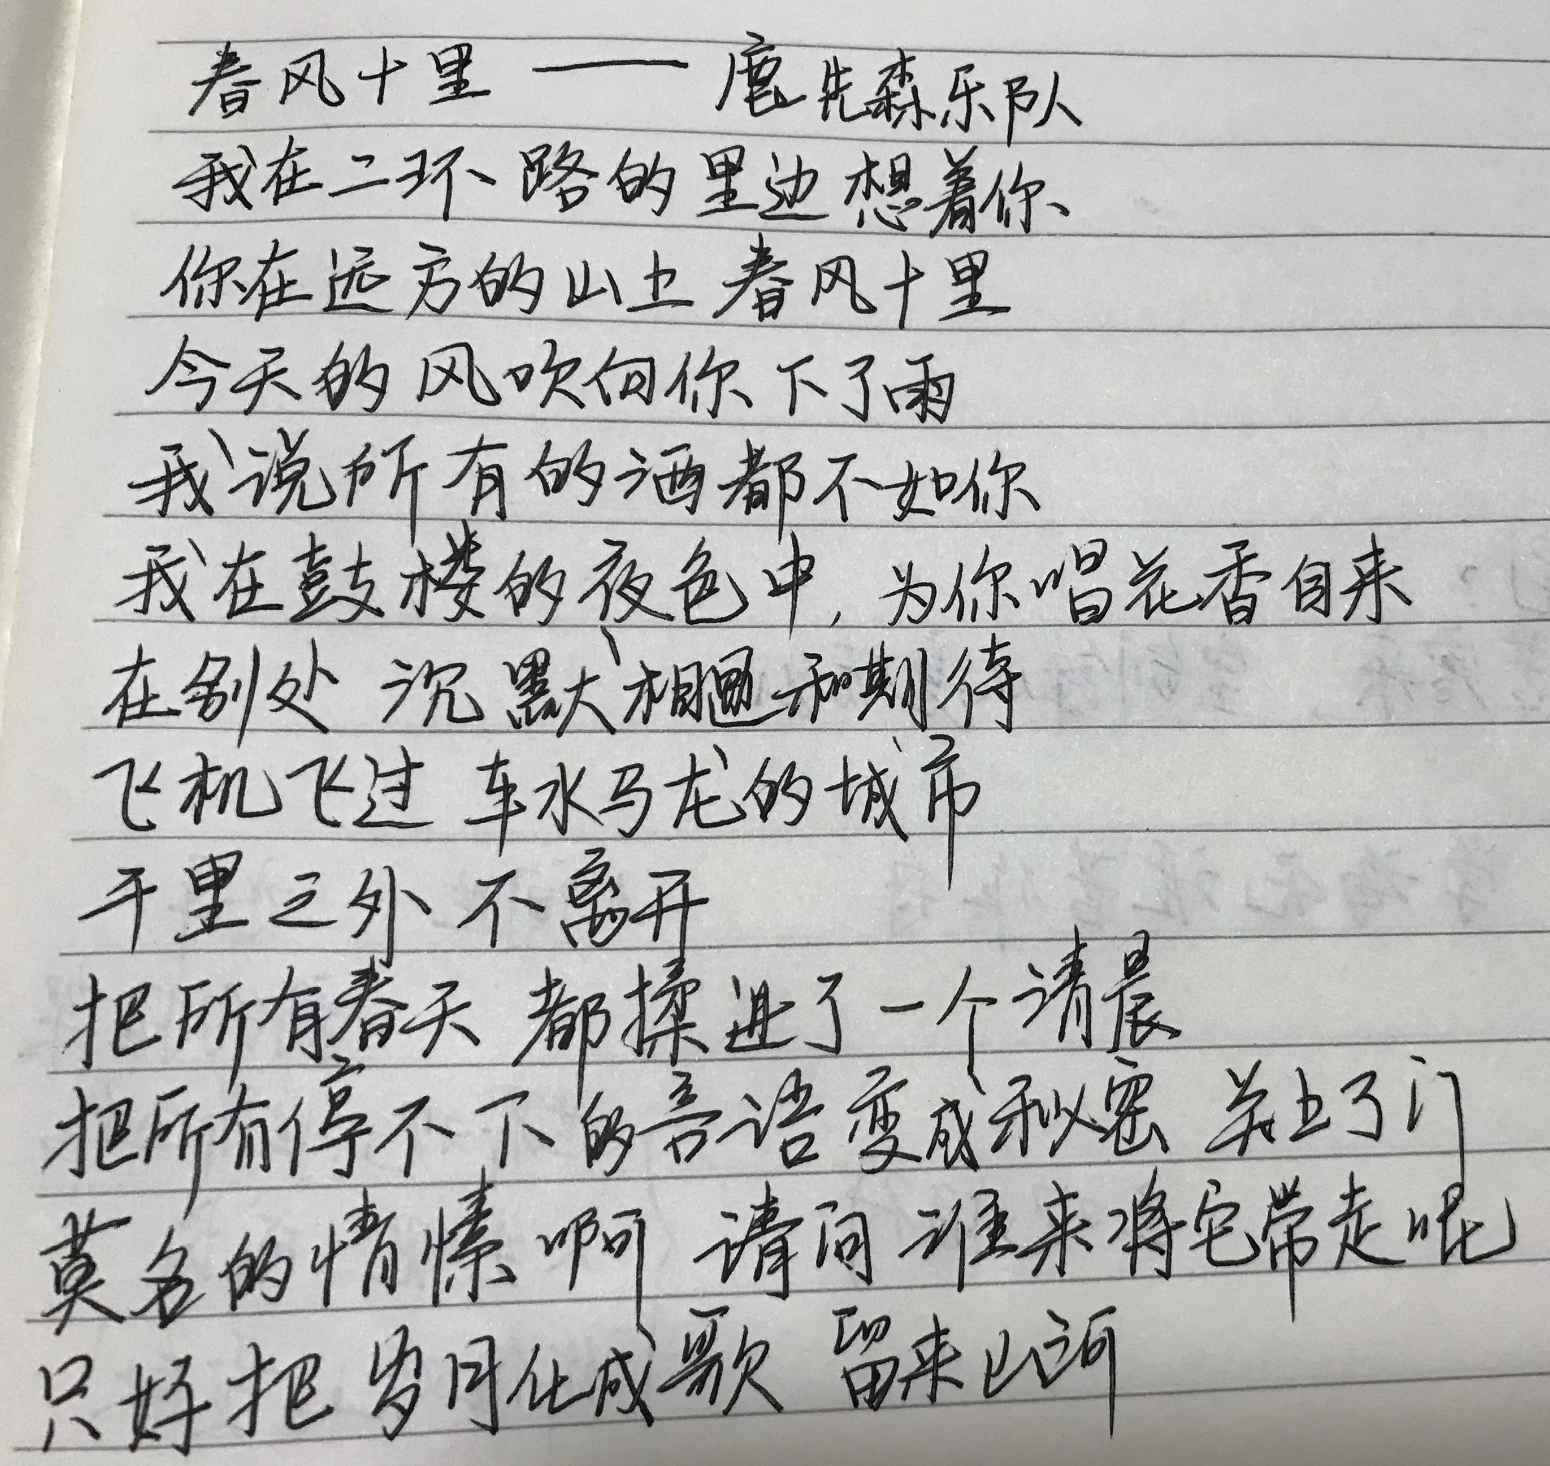 春风十里 —— 鹿先森乐队
我在二环路的里边想着你
你在远方的山上春风十里
今天的风吹向你下了雨
我说所有的酒都不如你
我在鼓楼的夜色中,为你唱花香自来
在别处 沉默相遇和期待
飞机飞过 车水马龙的城市
千里之外 不离开
把所有春天 都揉进了一个清晨
把所有停不下的言语变成秘密 关上了门
莫名的情愫啊 请问谁来将它带走呢
只好把岁月化成歌 留来山河